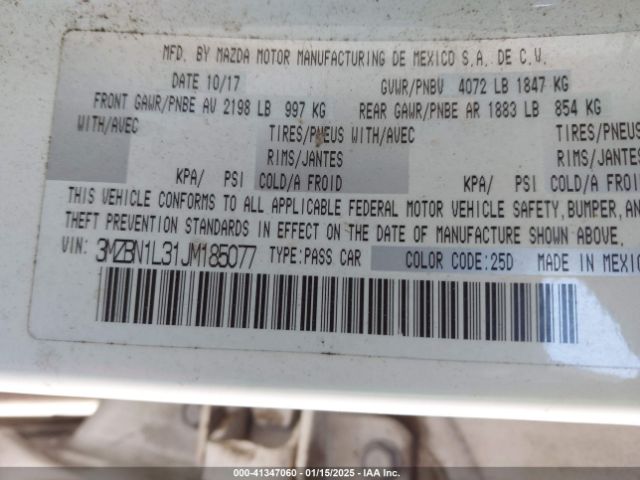 MFD. BY MAZDA MOTOR MANUFACTURING DE MEXICO S.A. DE C.V.
DATE 10/17 GVWR/PNBV 4072 LB 1847 KG
FRONT GAWR/PNBE AV 2198 LB 997 KG REAR GAWR/PNBE AR 1883 LB 854 KG
WITH/AVEC TIRES/PNEUS WITH/AVEC TIRES/PNEUS
RIMS/JANTES RIMS/JANTES
KPA/ PSI COLD/A FROID KPA/ PSI COLD/A FROID
THIS VEHICLE CONFORMS TO ALL APPLICABLE FEDERAL MOTOR VEHICLE SAFETY, BUMPER, AND
THEFT PREVENTION STANDARDS IN EFFECT ON THE DATE OF MANUFACTURE SHOWN ABOVE.
VIN: 3MZBN1L31JM185077 TYPE:PASS CAR COLOR CODE:25D MADE IN MEXICO
000-41347060 — 01/15/2025 — IAA Inc.